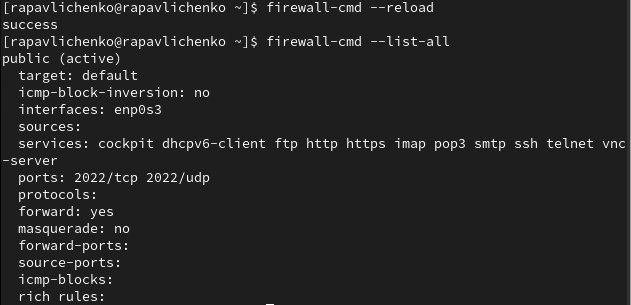 [rapavlichenko@rapavlichenko ~]$ firewall-cmd --reload
success
[rapavlichenko@rapavlichenko ~]$ firewall-cmd --list-all
public (active)
  target: default
  icmp-block-inversion: no
  interfaces: enp0s3
  sources:
  services: cockpit dhcpv6-client ftp http https imap pop3 smtp ssh telnet vnc
-server
  ports: 2022/tcp 2022/udp
  protocols:
  forward: yes
  masquerade: no
  forward-ports:
  source-ports:
  icmp-blocks:
  rich rules: